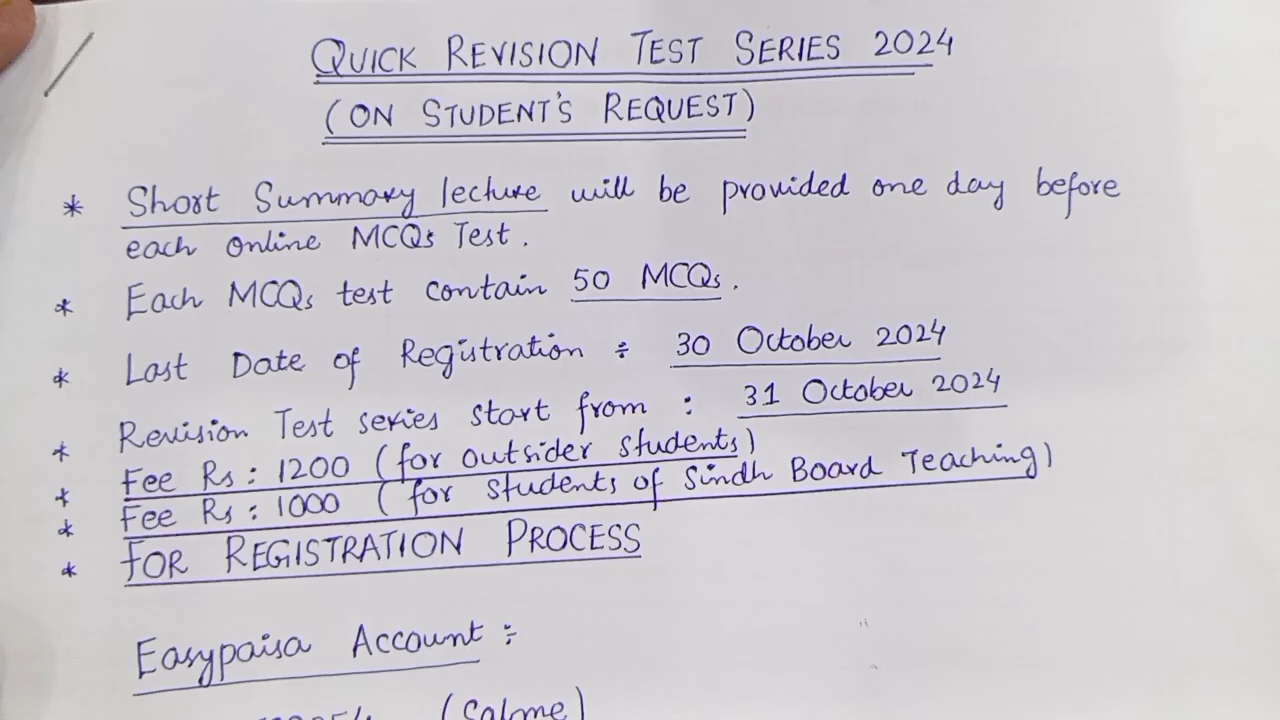 QUICK REVISION TEST SERIES 2024
(ON STUDENT'S REQUEST)
* Short Summary lecture will be provided one day before
each online MCQs Test.
* Each MCQs test contain 50 MCQs.
* Last Date of Registration : 30 October 2024
* Revision Test series start from : 31 October 2024
* Fee Rs : 1200 (for outsider students)
* Fee Rs : 1000 (for students of Sindh Board Teaching)
* FOR REGISTRATION PROCESS
Easypaisa Account :